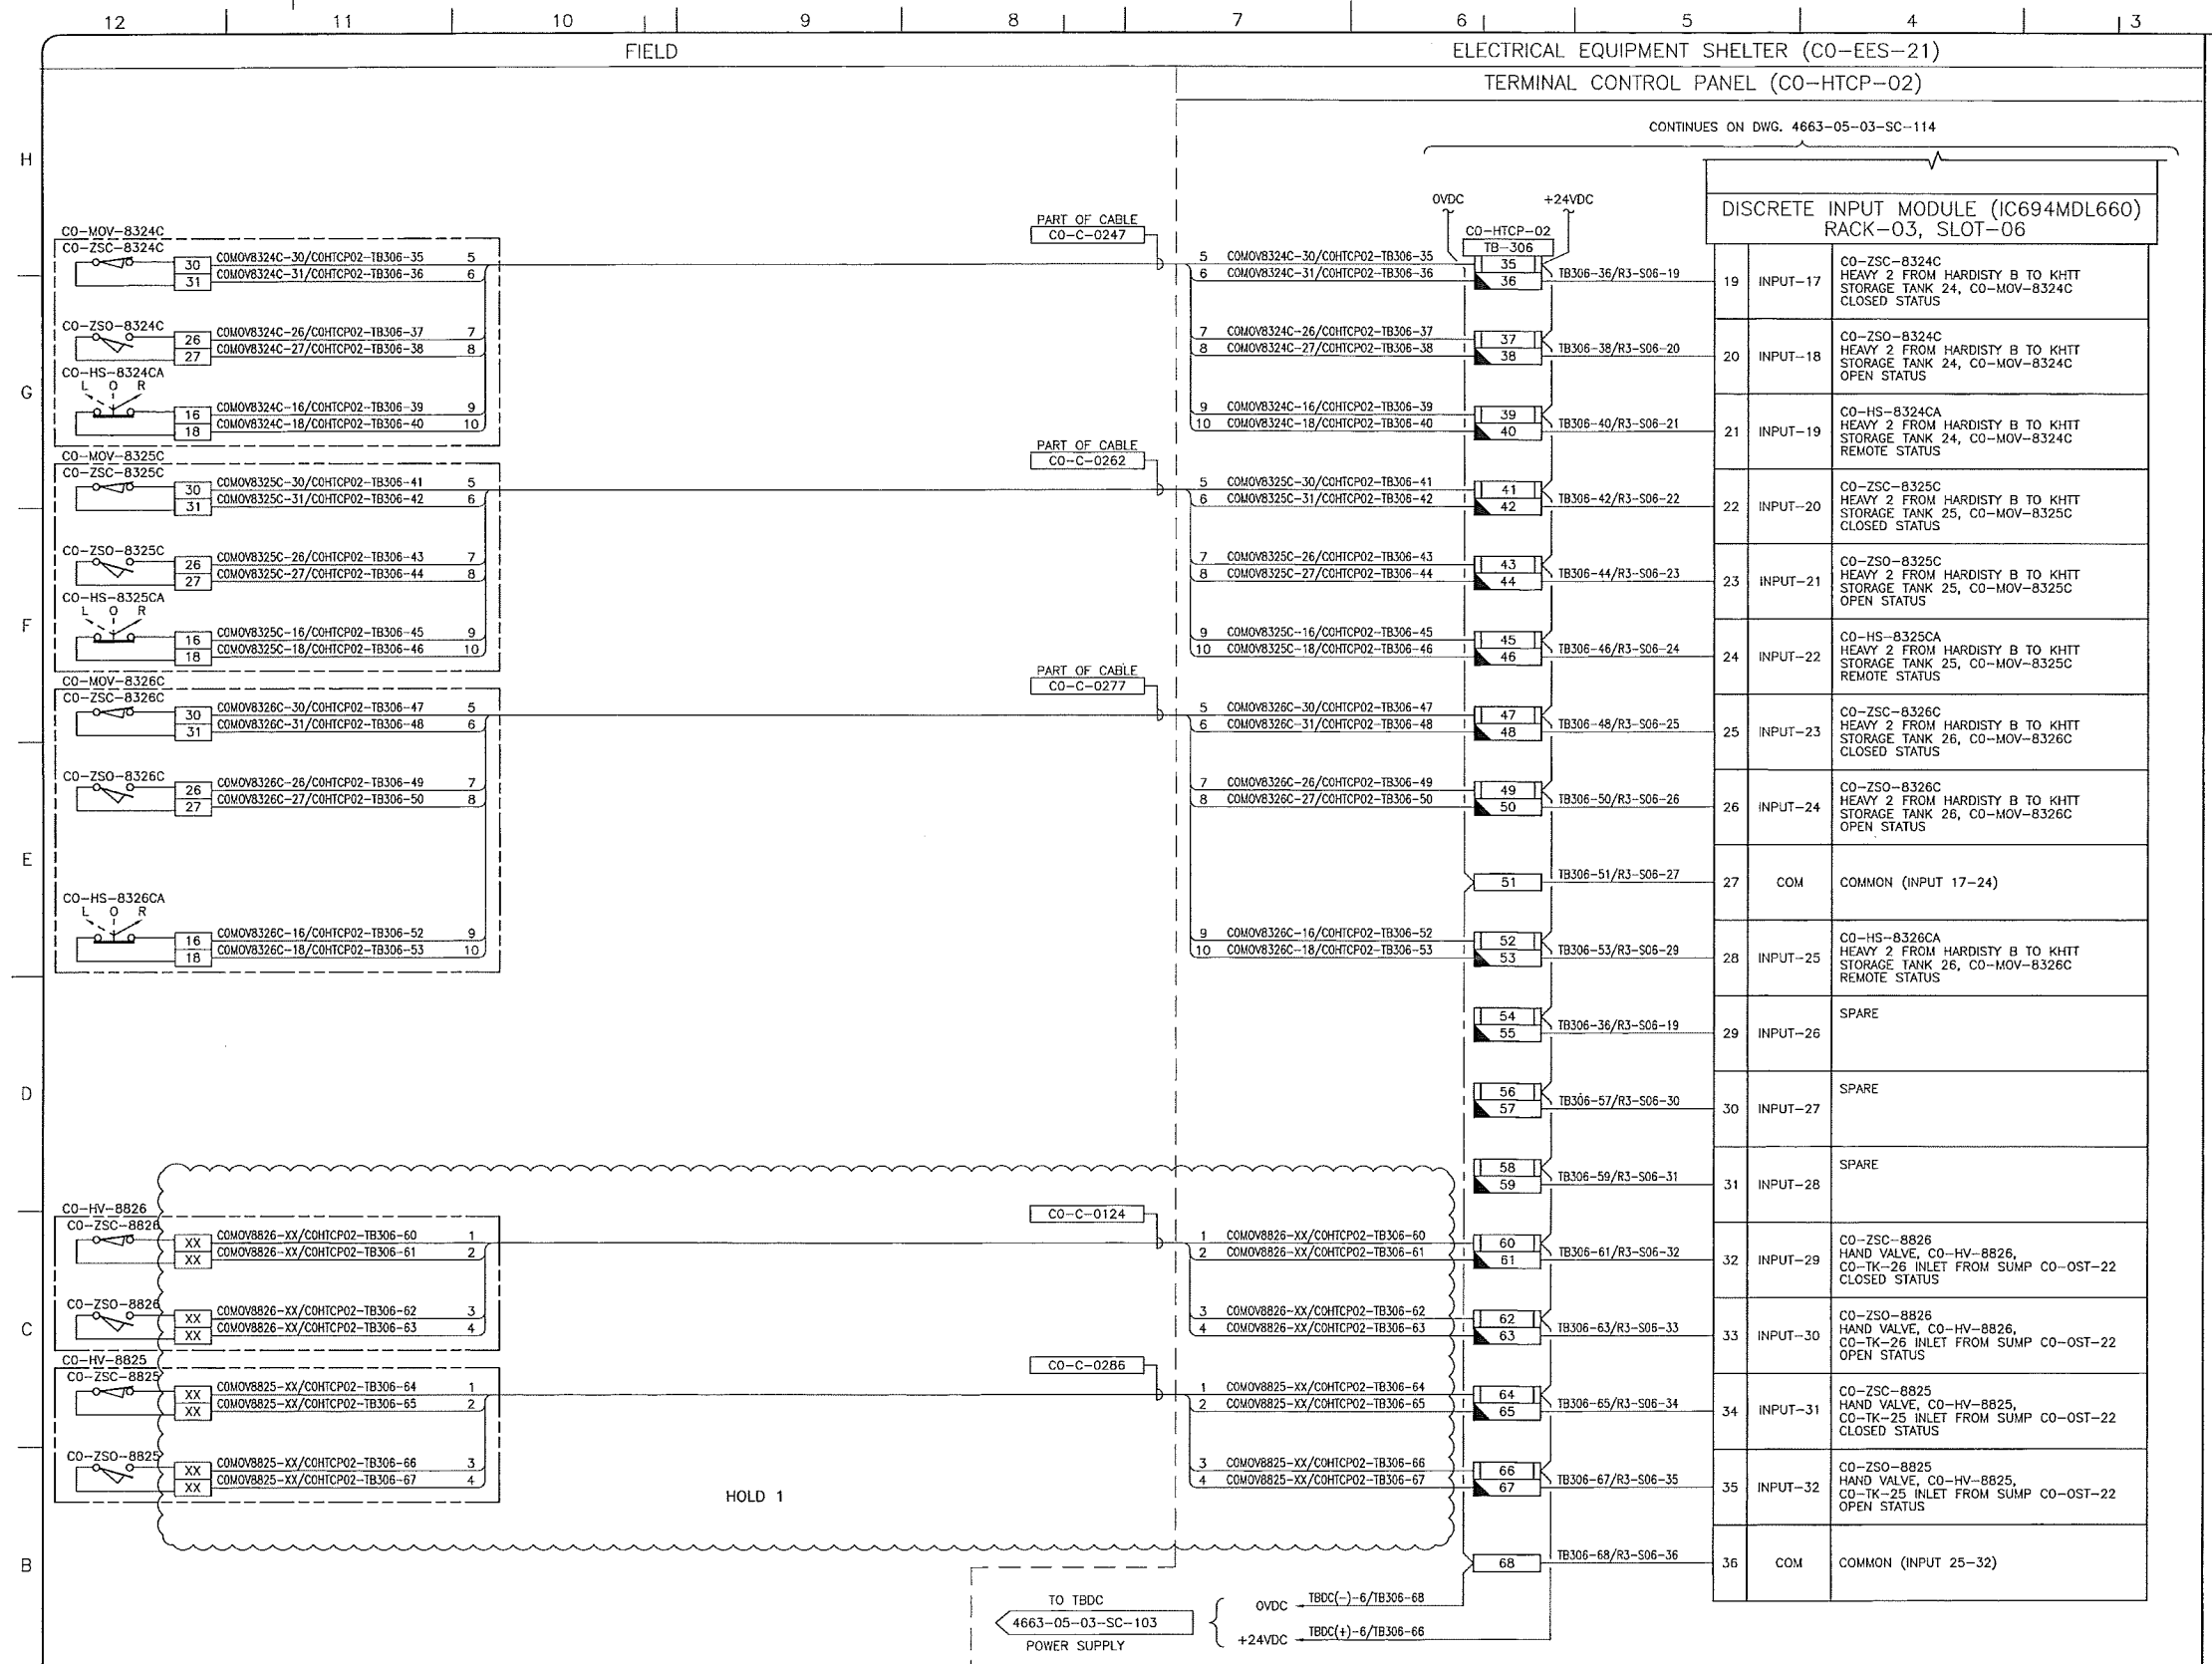 12 11 10 9 8 7 6 5 4 3
FIELD
ELECTRICAL EQUIPMENT SHELTER (CO-EES-21)
TERMINAL CONTROL PANEL (CO-HTCP-02)
CONTINUES ON DWG. 4663-05-03-SC-114
H
G
F
E
D
C
B
CO-MOV-8324C
CO-ZSC-8324C
30 COMOV8324C-30/COHTCP02-TB306-35 5
31 COMOV8324C-31/COHTCP02-TB306-36 6
CO-ZSO-8324C
26 COMOV8324C-26/COHTCP02-TB306-37 7
27 COMOV8324C-27/COHTCP02-TB306-38 8
CO-HS-8324CA
L O R
16 COMOV8324C-16/COHTCP02-TB306-39 9
18 COMOV8324C-18/COHTCP02-TB306-40 10
CO-MOV-8325C
CO-ZSC-8325C
30 COMOV8325C-30/COHTCP02-TB306-41 5
31 COMOV8325C-31/COHTCP02-TB306-42 6
CO-ZSO-8325C
26 COMOV8325C-26/COHTCP02-TB306-43 7
27 COMOV8325C-27/COHTCP02-TB306-44 8
CO-HS-8325CA
L O R
16 COMOV8325C-16/COHTCP02-TB306-45 9
18 COMOV8325C-18/COHTCP02-TB306-46 10
CO-MOV-8326C
CO-ZSC-8326C
30 COMOV8326C-30/COHTCP02-TB306-47 5
31 COMOV8326C-31/COHTCP02-TB306-48 6
CO-ZSO-8326C
26 COMOV8326C-26/COHTCP02-TB306-49 7
27 COMOV8326C-27/COHTCP02-TB306-50 8
CO-HS-8326CA
L O R
16 COMOV8326C-16/COHTCP02-TB306-52 9
18 COMOV8326C-18/COHTCP02-TB306-53 10
CO-HV-8826
CO-ZSC-8826
XX COMOV8826-XX/COHTCP02-TB306-60 1
XX COMOV8826-XX/COHTCP02-TB306-61 2
CO-ZSO-8826
XX COMOV8826-XX/COHTCP02-TB306-62 3
XX COMOV8826-XX/COHTCP02-TB306-63 4
CO-HV-8825
CO-ZSC-8825
XX COMOV8825-XX/COHTCP02-TB306-64 1
XX COMOV8825-XX/COHTCP02-TB306-65 2
CO-ZSO-8825
XX COMOV8825-XX/COHTCP02-TB306-66 3
XX COMOV8825-XX/COHTCP02-TB306-67 4
HOLD 1
PART OF CABLE
CO-C-0247
PART OF CABLE
CO-C-0262
PART OF CABLE
CO-C-0277
CO-C-0124
CO-C-0286
0VDC
+24VDC
CO-HTCP-02
TB-306
5 COMOV8324C-30/COHTCP02-TB306-35 35
6 COMOV8324C-31/COHTCP02-TB306-36 36 TB306-36/R3-S06-19
7 COMOV8324C-26/COHTCP02-TB306-37 37
8 COMOV8324C-27/COHTCP02-TB306-38 38 TB306-38/R3-S06-20
9 COMOV8324C-16/COHTCP02-TB306-39 39
10 COMOV8324C-18/COHTCP02-TB306-40 40 TB306-40/R3-S06-21
5 COMOV8325C-30/COHTCP02-TB306-41 41
6 COMOV8325C-31/COHTCP02-TB306-42 42 TB306-42/R3-S06-22
7 COMOV8325C-26/COHTCP02-TB306-43 43
8 COMOV8325C-27/COHTCP02-TB306-44 44 TB306-44/R3-S06-23
9 COMOV8325C-16/COHTCP02-TB306-45 45
10 COMOV8325C-18/COHTCP02-TB306-46 46 TB306-46/R3-S06-24
5 COMOV8326C-30/COHTCP02-TB306-47 47
6 COMOV8326C-31/COHTCP02-TB306-48 48 TB306-48/R3-S06-25
7 COMOV8326C-26/COHTCP02-TB306-49 49
8 COMOV8326C-27/COHTCP02-TB306-50 50 TB306-50/R3-S06-26
51 TB306-51/R3-S06-27
9 COMOV8326C-16/COHTCP02-TB306-52 52
10 COMOV8326C-18/COHTCP02-TB306-53 53 TB306-53/R3-S06-29
54
55 TB306-36/R3-S06-19
56
57 TB306-57/R3-S06-30
58
59 TB306-59/R3-S06-31
1 COMOV8826-XX/COHTCP02-TB306-60 60
2 COMOV8826-XX/COHTCP02-TB306-61 61 TB306-61/R3-S06-32
3 COMOV8826-XX/COHTCP02-TB306-62 62
4 COMOV8826-XX/COHTCP02-TB306-63 63 TB306-63/R3-S06-33
1 COMOV8825-XX/COHTCP02-TB306-64 64
2 COMOV8825-XX/COHTCP02-TB306-65 65 TB306-65/R3-S06-34
3 COMOV8825-XX/COHTCP02-TB306-66 66
4 COMOV8825-XX/COHTCP02-TB306-67 67 TB306-67/R3-S06-35
68 TB306-68/R3-S06-36
DISCRETE INPUT MODULE (IC694MDL660)
RACK-03, SLOT-06
19 INPUT-17
CO-ZSC-8324C
HEAVY 2 FROM HARDISTY B TO KHTT
STORAGE TANK 24, CO-MOV-8324C
CLOSED STATUS
20 INPUT-18
CO-ZSO-8324C
HEAVY 2 FROM HARDISTY B TO KHTT
STORAGE TANK 24, CO-MOV-8324C
OPEN STATUS
21 INPUT-19
CO-HS-8324CA
HEAVY 2 FROM HARDISTY B TO KHTT
STORAGE TANK 24, CO-MOV-8324C
REMOTE STATUS
22 INPUT-20
CO-ZSC-8325C
HEAVY 2 FROM HARDISTY B TO KHTT
STORAGE TANK 25, CO-MOV-8325C
CLOSED STATUS
23 INPUT-21
CO-ZSO-8325C
HEAVY 2 FROM HARDISTY B TO KHTT
STORAGE TANK 25, CO-MOV-8325C
OPEN STATUS
24 INPUT-22
CO-HS-8325CA
HEAVY 2 FROM HARDISTY B TO KHTT
STORAGE TANK 25, CO-MOV-8325C
REMOTE STATUS
25 INPUT-23
CO-ZSC-8326C
HEAVY 2 FROM HARDISTY B TO KHTT
STORAGE TANK 26, CO-MOV-8326C
CLOSED STATUS
26 INPUT-24
CO-ZSO-8326C
HEAVY 2 FROM HARDISTY B TO KHTT
STORAGE TANK 26, CO-MOV-8326C
OPEN STATUS
27 COM COMMON (INPUT 17-24)
28 INPUT-25
CO-HS-8326CA
HEAVY 2 FROM HARDISTY B TO KHTT
STORAGE TANK 26, CO-MOV-8326C
REMOTE STATUS
29 INPUT-26 SPARE
30 INPUT-27 SPARE
31 INPUT-28 SPARE
32 INPUT-29
CO-ZSC-8826
HAND VALVE, CO-HV-8826,
CO-TK-26 INLET FROM SUMP CO-OST-22
CLOSED STATUS
33 INPUT-30
CO-ZSO-8826
HAND VALVE, CO-HV-8826,
CO-TK-26 INLET FROM SUMP CO-OST-22
OPEN STATUS
34 INPUT-31
CO-ZSC-8825
HAND VALVE, CO-HV-8825,
CO-TK-25 INLET FROM SUMP CO-OST-22
CLOSED STATUS
35 INPUT-32
CO-ZSO-8825
HAND VALVE, CO-HV-8825,
CO-TK-25 INLET FROM SUMP CO-OST-22
OPEN STATUS
36 COM COMMON (INPUT 25-32)
TO TBDC
4663-05-03-SC-103
POWER SUPPLY
0VDC TBDC(-)-6/TB306-68
+24VDC TBDC(+)-6/TB306-66